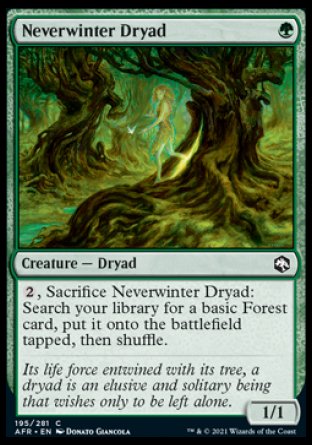 Neverwinter Dryad
Creature — Dryad
2, Sacrifice Neverwinter Dryad:
Search your library for a basic Forest
card, put it onto the battlefield
tapped, then shuffle.
Its life force entwined with its tree, a
dryad is an elusive and solitary being
that wishes only to be left alone.
1/1
195/281 C
AFR • EN DONATO GIANCOLA
™ & © 2021 Wizards of the Coast